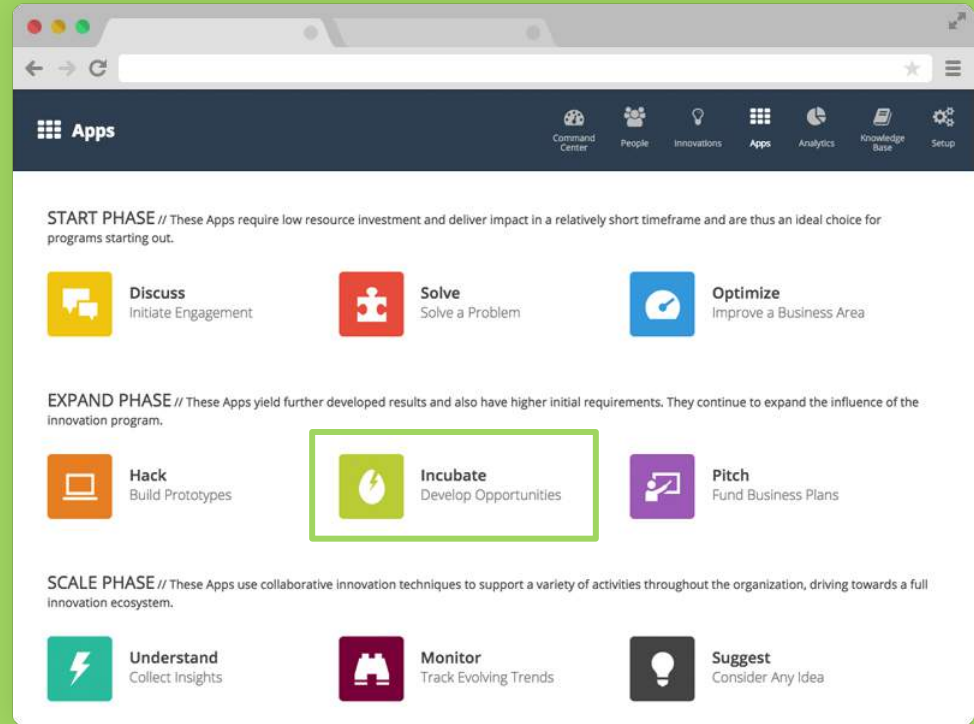 Apps
Command
Center
People
Innovations
Apps
Analytics
Knowledge
Base
Setup
START PHASE // These Apps require low resource investment and deliver impact in a relatively short timeframe and are thus an ideal choice for
programs starting out.
Discuss
Initiate Engagement
Solve
Solve a Problem
Optimize
Improve a Business Area
EXPAND PHASE // These Apps yield further developed results and also have higher initial requirements. They continue to expand the influence of the
innovation program.
Hack
Build Prototypes
Incubate
Develop Opportunities
Pitch
Fund Business Plans
SCALE PHASE // These Apps use collaborative innovation techniques to support a variety of activities throughout the organization, driving towards a full
innovation ecosystem.
Understand
Collect Insights
Monitor
Track Evolving Trends
Suggest
Consider Any Idea